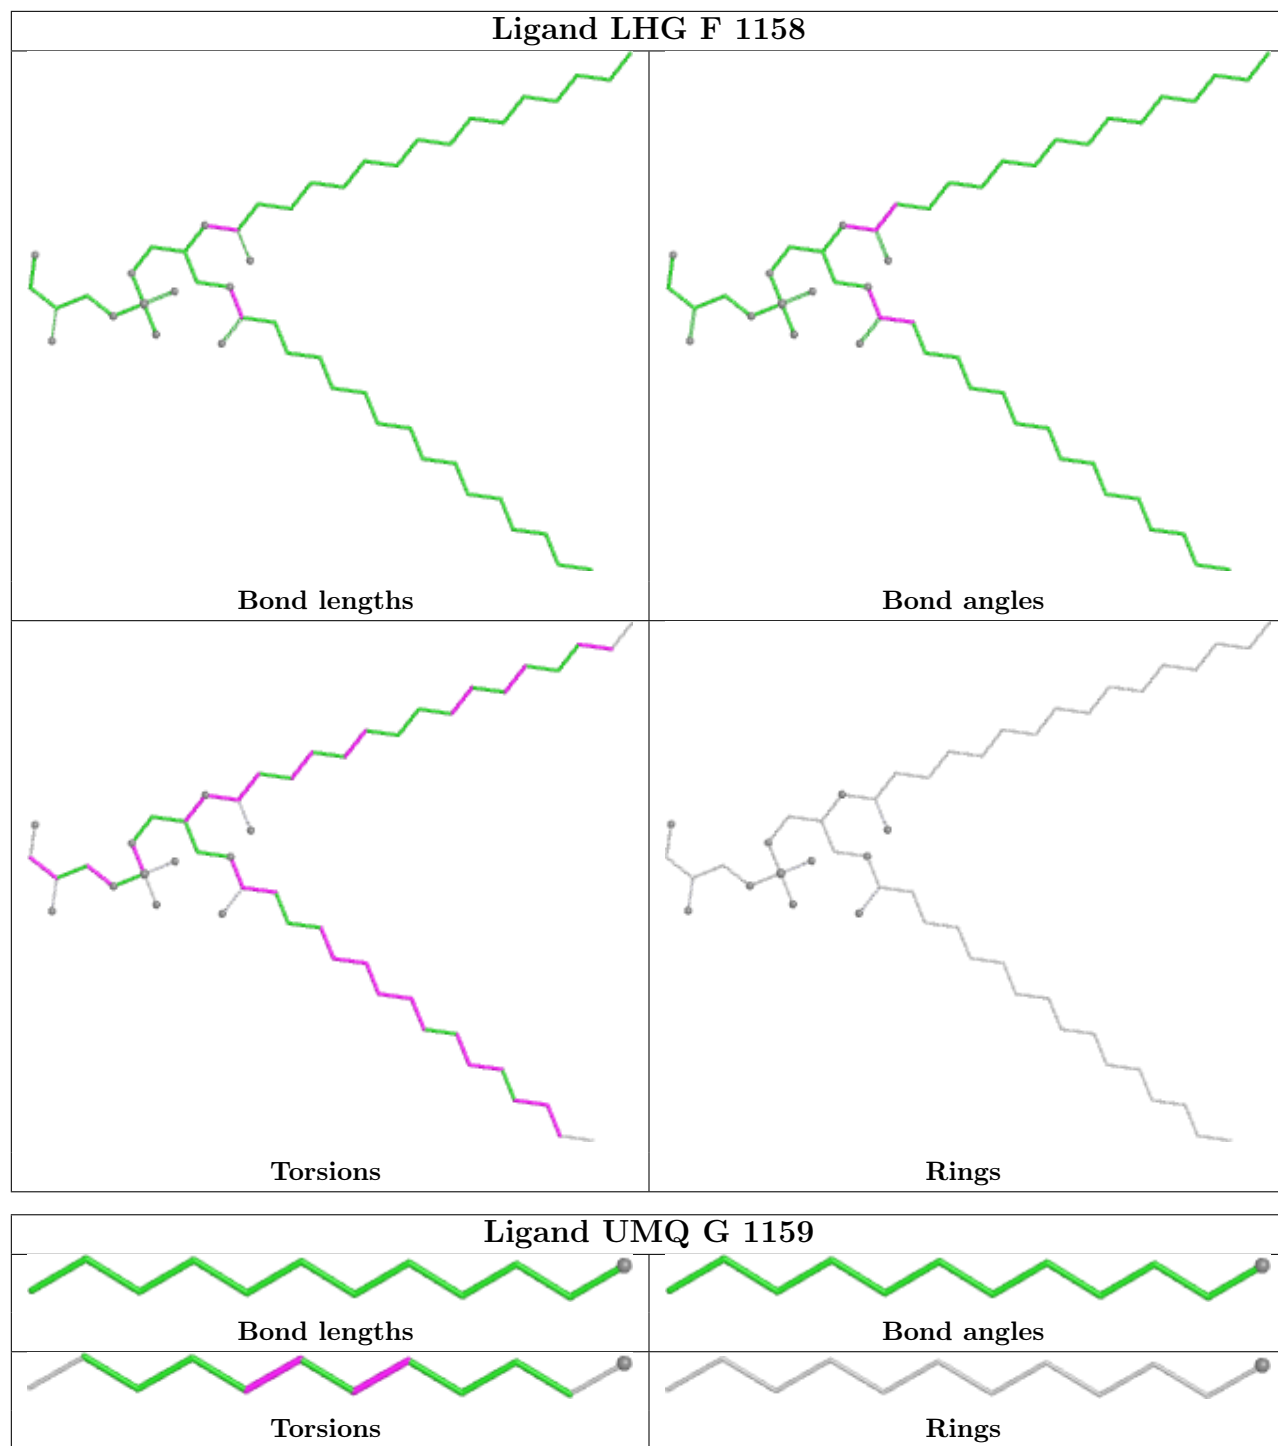 Ligand LHG F 1158
Bond lengths
Bond angles
Torsions
Rings
Ligand UMQ G 1159
Bond lengths
Bond angles
Torsions
Rings